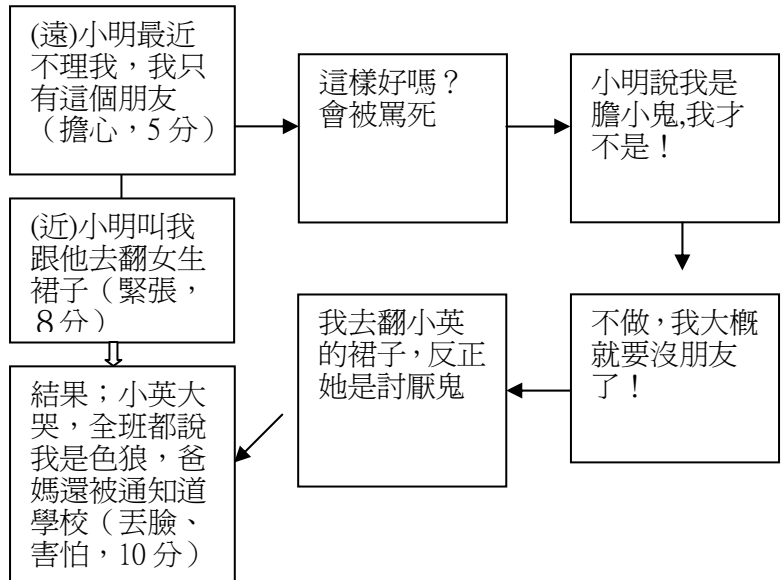 (遠)小明最近
不理我，我只
有這個朋友
（擔心，5 分）
這樣好嗎？
會被罵死
小明說我是
膽小鬼,我才
不是！
(近)小明叫我
跟他去翻女生
裙子（緊張，
８分）
我去翻小英
的裙子，反正
她是討厭鬼
不做，我大概
就要沒朋友
了！
結果；小英大
哭，全班都說
我是色狼，爸
媽還被通知道
學校（丟臉、
害怕，10 分）